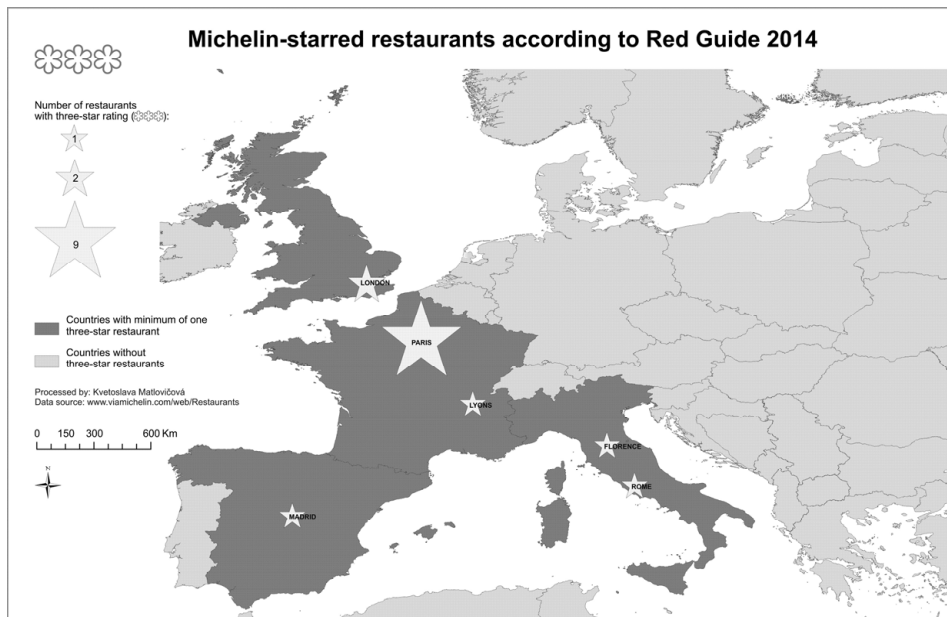 Michelin-starred restaurants according to Red Guide 2014
Number of restaurants
with three-star rating ():
1
2
9
Countries with minimum of one
three-star restaurant
Countries without
three-star restaurants
Processed by: Kvetoslava Matlovičová
Data source: www.viamichelin.com/web/Restaurants
0 150 300 600 Km
N
LONDON
PARIS
LYONS
FLORENCE
ROME
MADRID